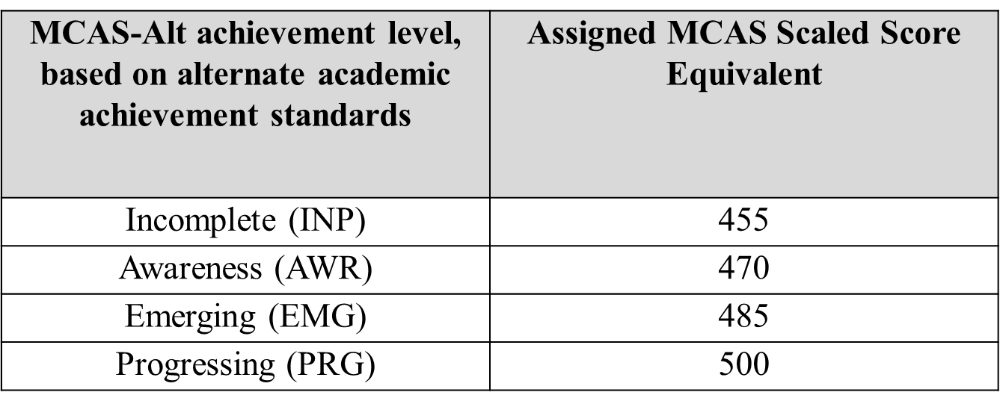 MCAS-Alt achievement level,
based on alternate academic
achievement standards
Assigned MCAS Scaled Score
Equivalent
Incomplete (INP)
455
Awareness (AWR)
470
Emerging (EMG)
485
Progressing (PRG)
500